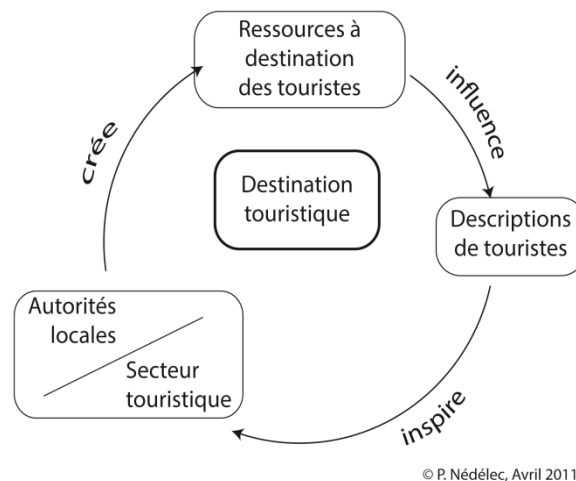 Ressources à
destination
des touristes
influence
Descriptions
de touristes
inspire
Autorités
locales
Secteur
touristique
crée
Destination
touristique
© P. Nédélec, Avril 2011